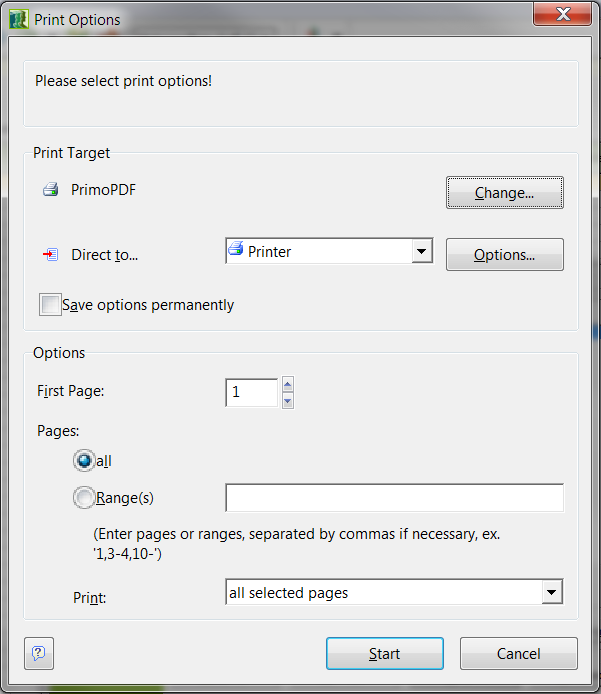 Print Options
Please select print options!
Print Target
PrimoPDF
Change...
Direct to...
Printer
Options...
Save options permanently
Options
First Page:
1
Pages:
all
Range(s)
(Enter pages or ranges, separated by commas if necessary, ex.
'1,3-4,10-')
Print:
all selected pages
?
Start
Cancel